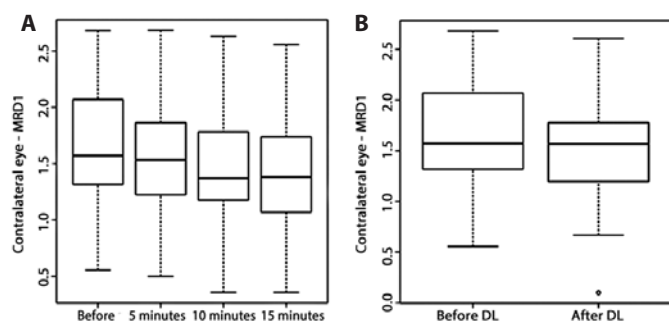 A
Contralateral eye - MRD1
2.5
2.0
1.5
1.0
0.5
Before 5 minutes 10 minutes 15 minutes
B
Contralateral eye - MRD1
2.5
2.0
1.5
1.0
0.5
0.0
Before DL After DL